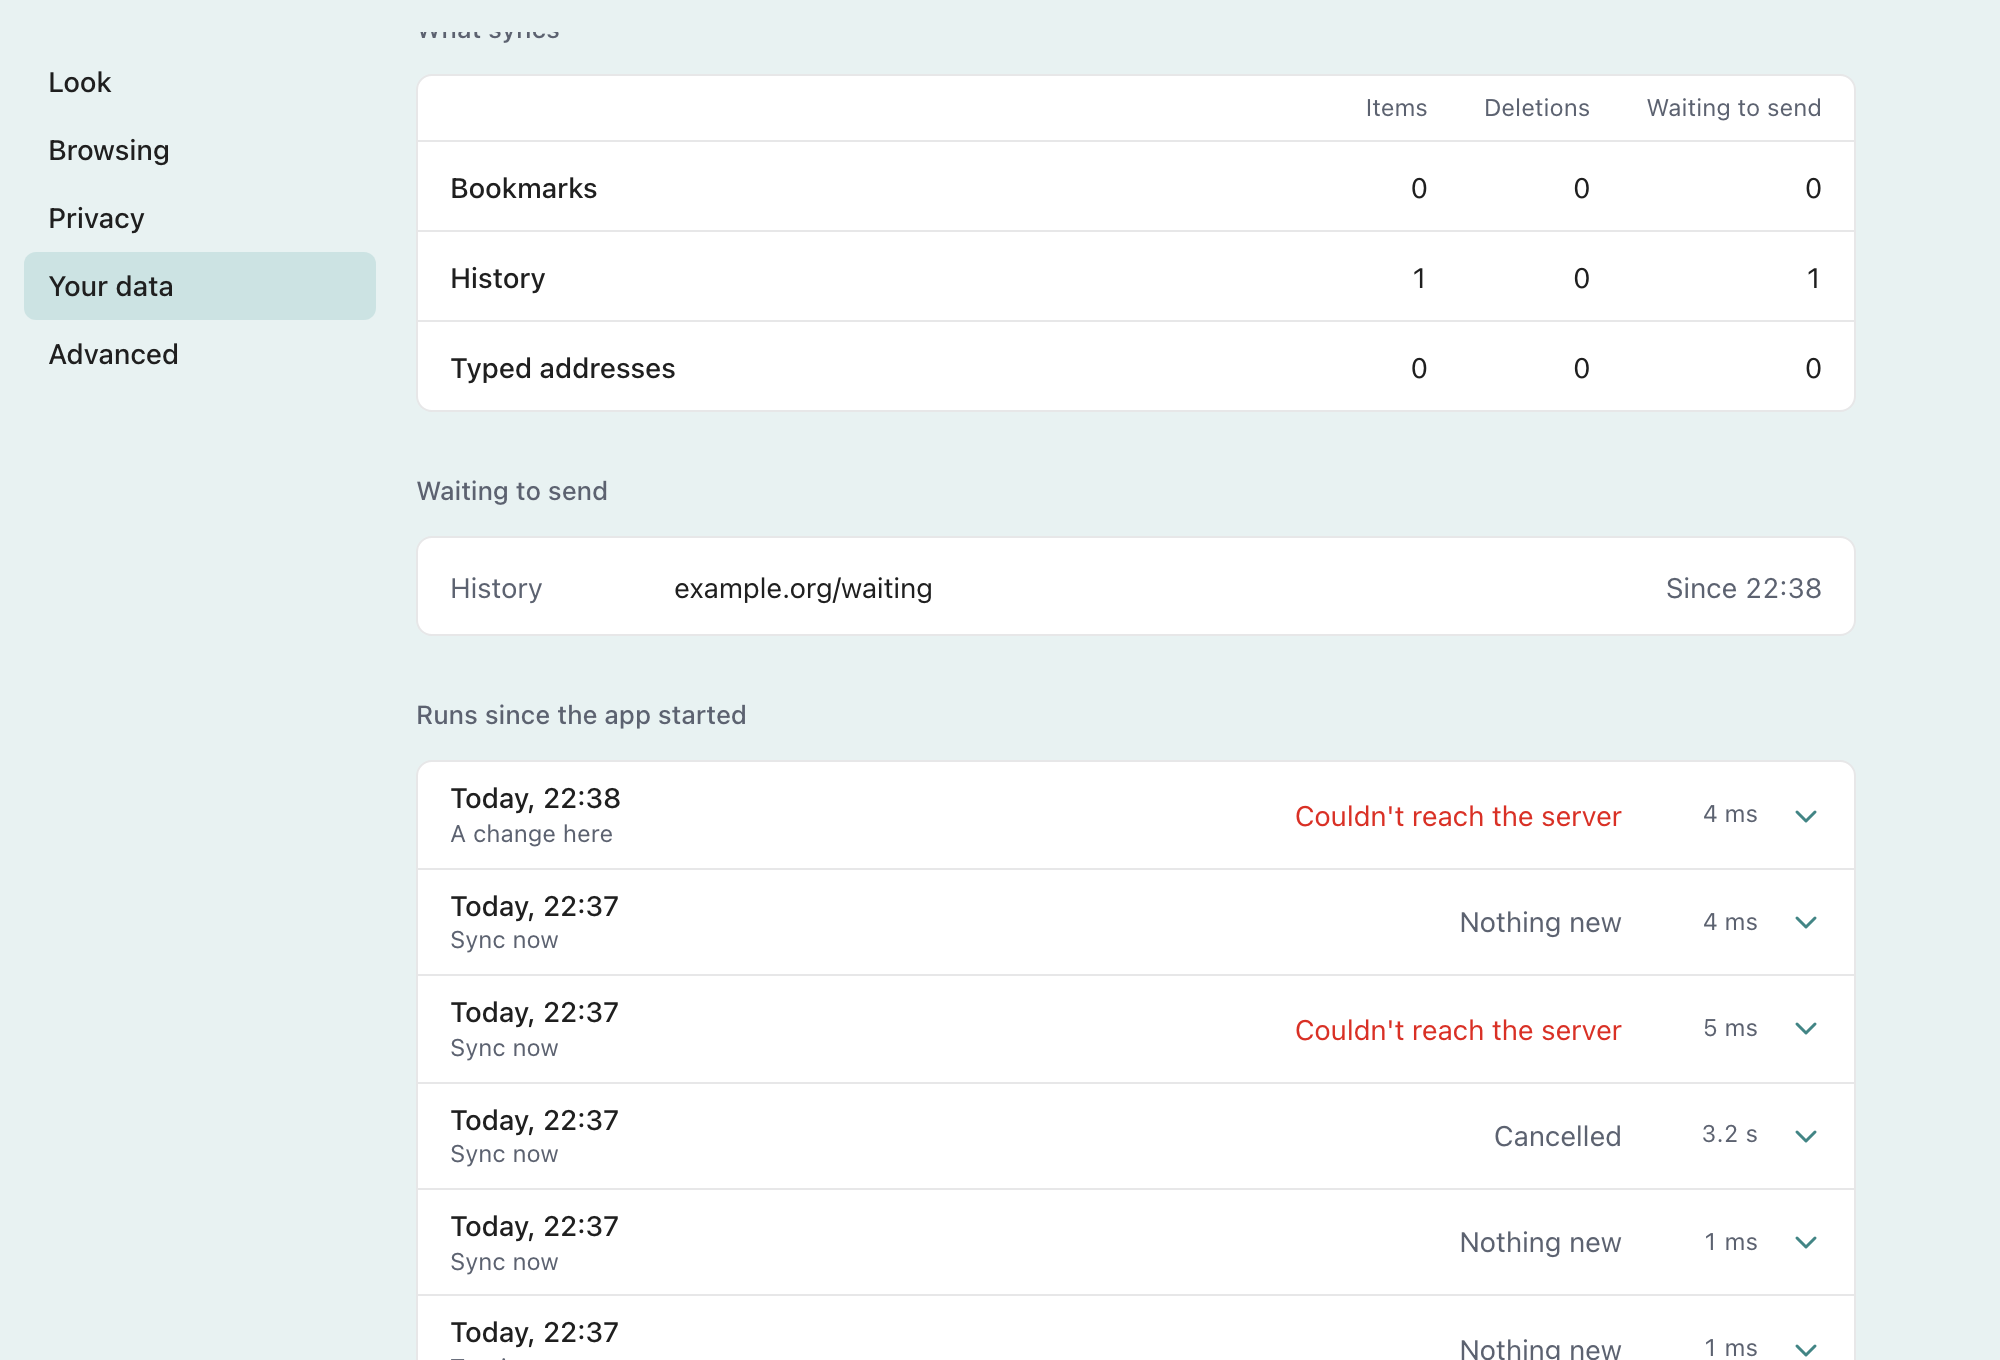 What syncs
Look
Browsing
Privacy
Your data
Advanced
Items Deletions Waiting to send
Bookmarks 0 0 0
History 1 0 1
Typed addresses 0 0 0
Waiting to send
History example.org/waiting Since 22:38
Runs since the app started
Today, 22:38
A change here
Couldn't reach the server 4 ms
Today, 22:37
Sync now
Nothing new 4 ms
Today, 22:37
Sync now
Couldn't reach the server 5 ms
Today, 22:37
Sync now
Cancelled 3.2 s
Today, 22:37
Sync now
Nothing new 1 ms
Today, 22:37
Nothing new 1 ms